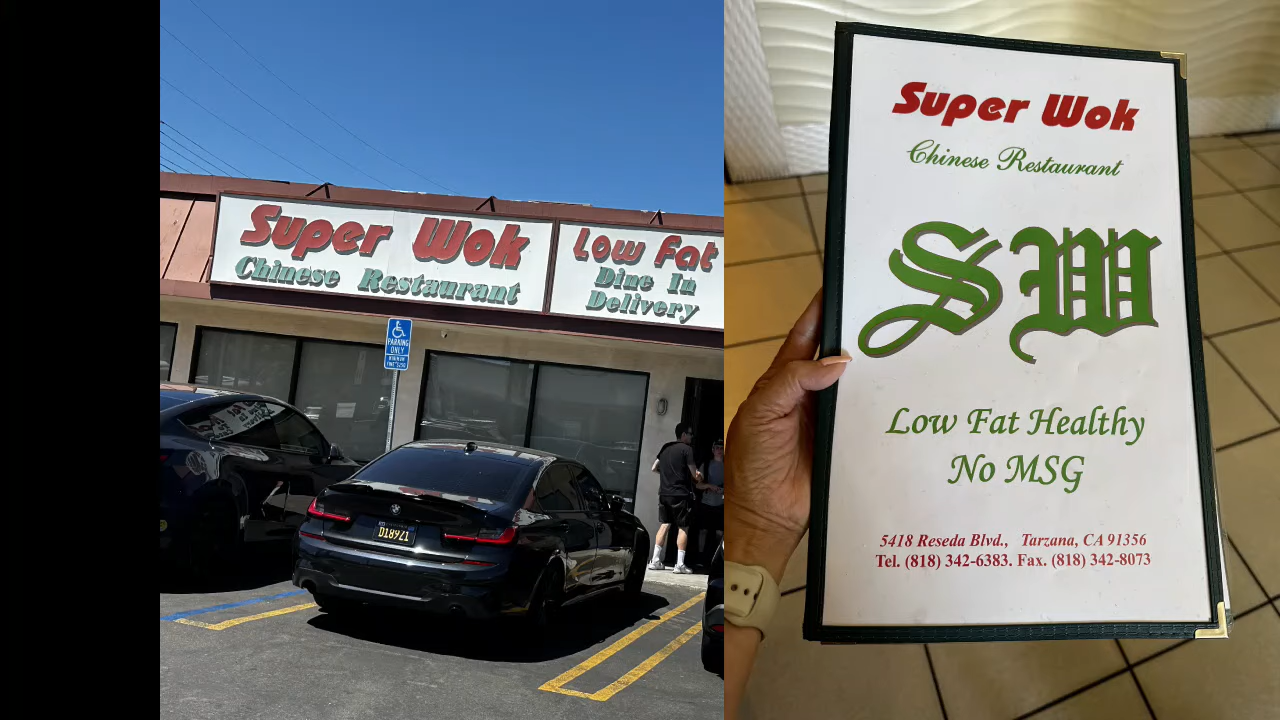 Super Wok
Chinese Restaurant
Low Fat
Dine In
Delivery
PARKING
ONLY
D189Z1
Super Wok
Chinese Restaurant
SW
Low Fat Healthy
No MSG
5418 Reseda Blvd., Tarzana, CA 91356
Tel. (818) 342-6383. Fax. (818) 342-8073